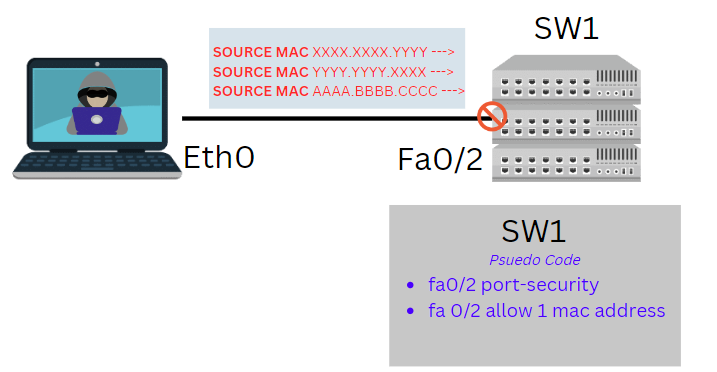 SW1
SOURCE MAC XXXX.XXXX.YYYY --->
SOURCE MAC YYYY.YYYY.XXXX --->
SOURCE MAC AAAA.BBBB.CCCC --->
Eth0
Fa0/2
SW1
Psuedo Code
• fa0/2 port-security
• fa 0/2 allow 1 mac address